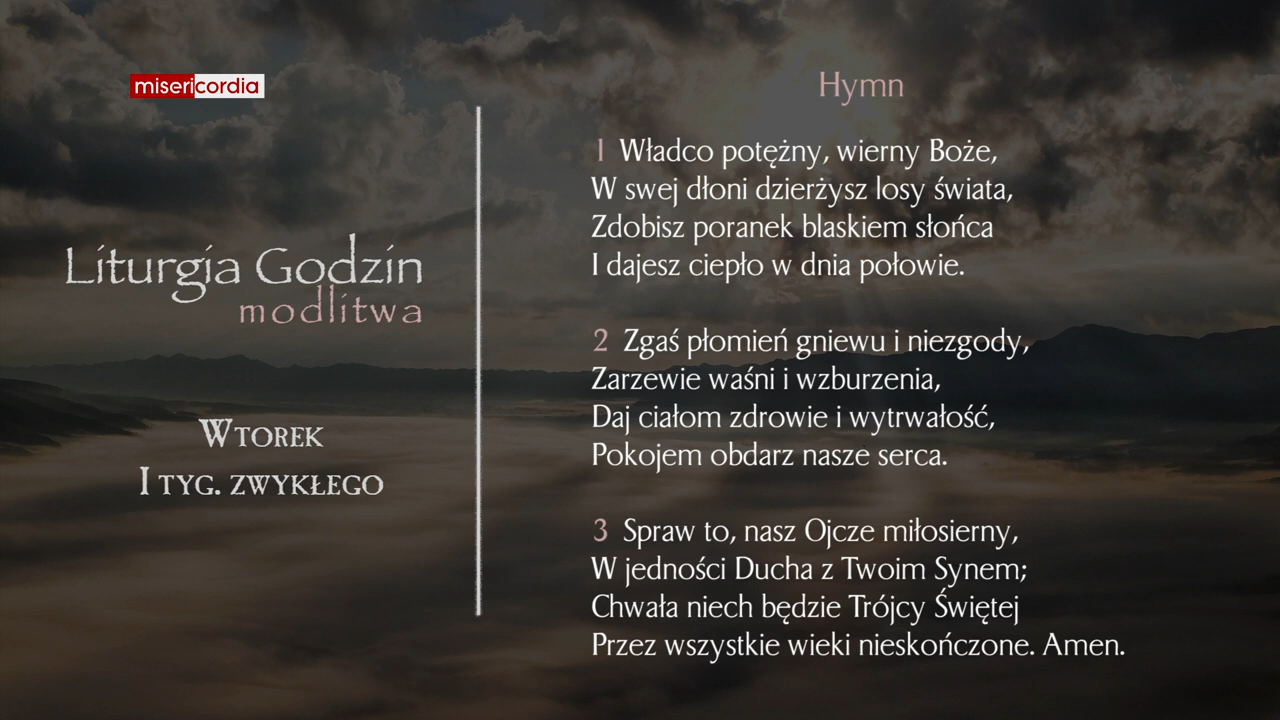 misericordia
Liturgia Godzin
modlitwa
Wtorek
I tyg. zwykłego
Hymn
1 Władco potężny, wierny Boże,
W swej dłoni dzierżysz losy świata,
Zdobisz poranek blaskiem słońca
I dajesz ciepło w dnia połowie.
2 Zgaś płomień gniewu i niezgody,
Zarzewie waśni i wzburzenia,
Daj ciałom zdrowie i wytrwałość,
Pokojem obdarz nasze serca.
3 Spraw to, nasz Ojcze miłosierny,
W jedności Ducha z Twoim Synem;
Chwała niech będzie Trójcy Świętej
Przez wszystkie wieki nieskończone. Amen.